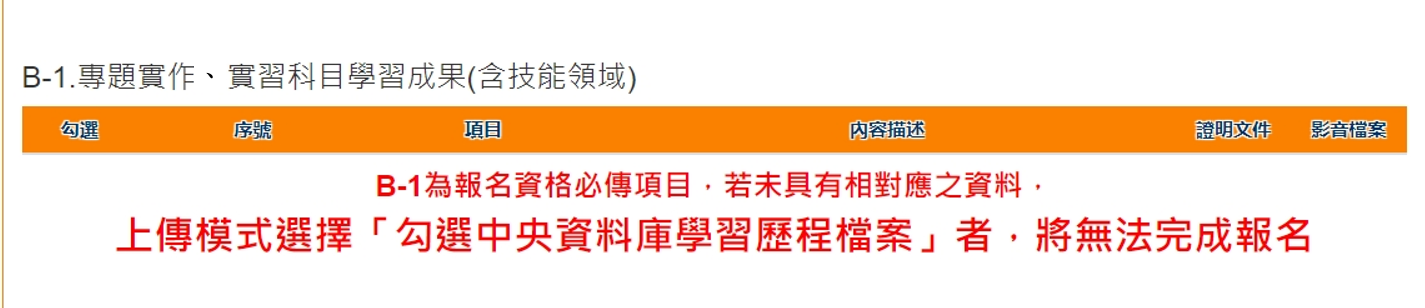 B-1.專題實作、實習科目學習成果(含技能領域)
勾選 序號 項目 內容描述 證明文件 影音檔案
B-1為報名資格必傳項目，若未具有相對應之資料，
上傳模式選擇「勾選中央資料庫學習歷程檔案」者，將無法完成報名